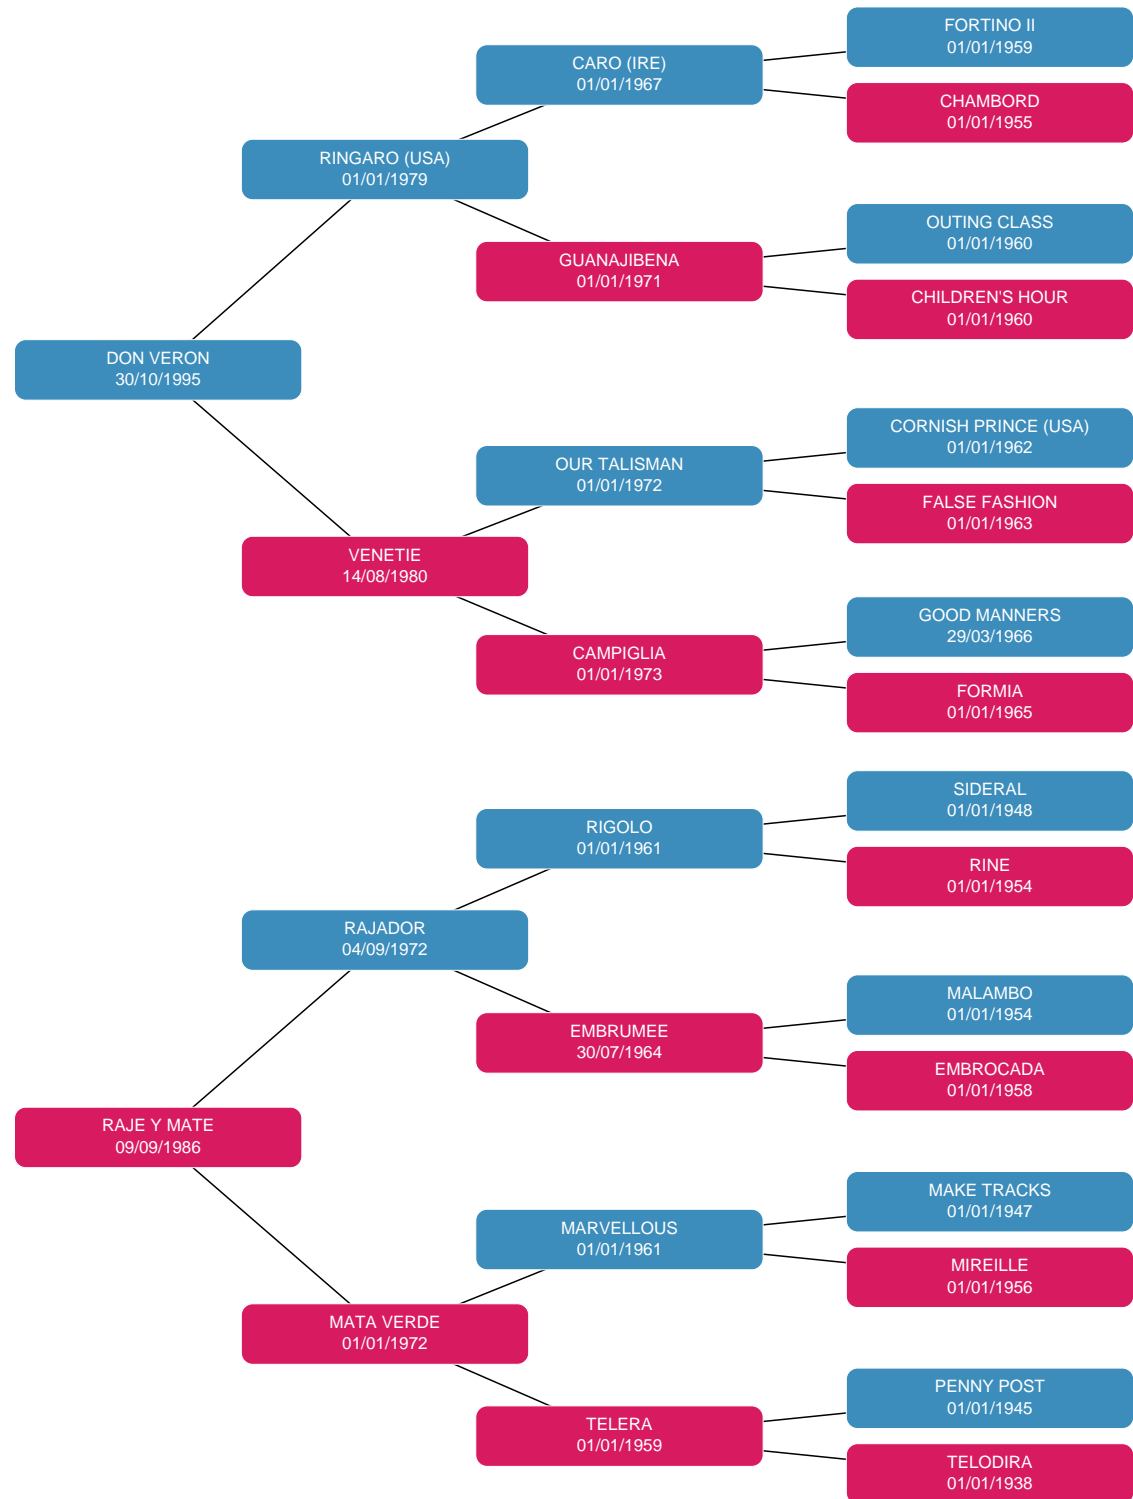 FORTINO II
01/01/1959
CARO (IRE)
01/01/1967
CHAMBORD
01/01/1955
RINGARO (USA)
01/01/1979
OUTING CLASS
01/01/1960
GUANAJIBENA
01/01/1971
CHILDREN'S HOUR
01/01/1960
DON VERON
30/10/1995
CORNISH PRINCE (USA)
01/01/1962
OUR TALISMAN
01/01/1972
FALSE FASHION
01/01/1963
VENETIE
14/08/1980
GOOD MANNERS
29/03/1966
CAMPIGLIA
01/01/1973
FORMIA
01/01/1965
SIDERAL
01/01/1948
RIGOLO
01/01/1961
RINE
01/01/1954
RAJADOR
04/09/1972
MALAMBO
01/01/1954
EMBRUMEE
30/07/1964
EMBROCADA
01/01/1958
RAJE Y MATE
09/09/1986
MAKE TRACKS
01/01/1947
MARVELLOUS
01/01/1961
MIREILLE
01/01/1956
MATA VERDE
01/01/1972
PENNY POST
01/01/1945
TELERA
01/01/1959
TELODIRA
01/01/1938